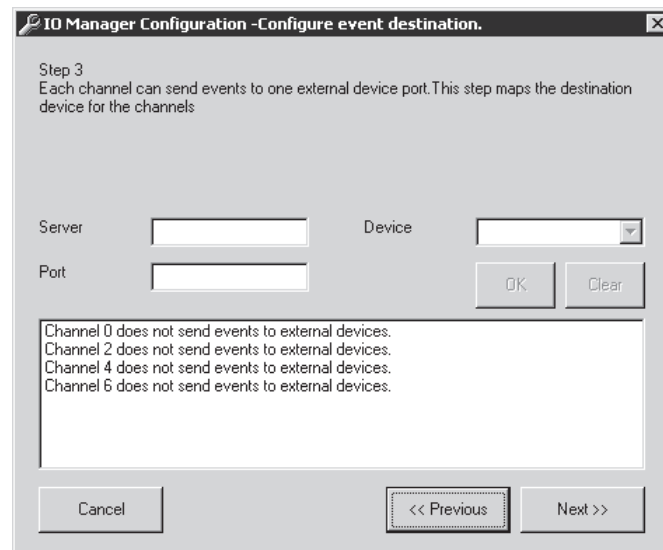 IO Manager Configuration -Configure event destination.
Step 3
Each channel can send events to one external device port.This step maps the destination
device for the channels
Server
Device
Port
OK
Clear
Channel 0 does not send events to external devices.
Channel 2 does not send events to external devices.
Channel 4 does not send events to external devices.
Channel 6 does not send events to external devices.
Cancel
<< Previous
Next >>